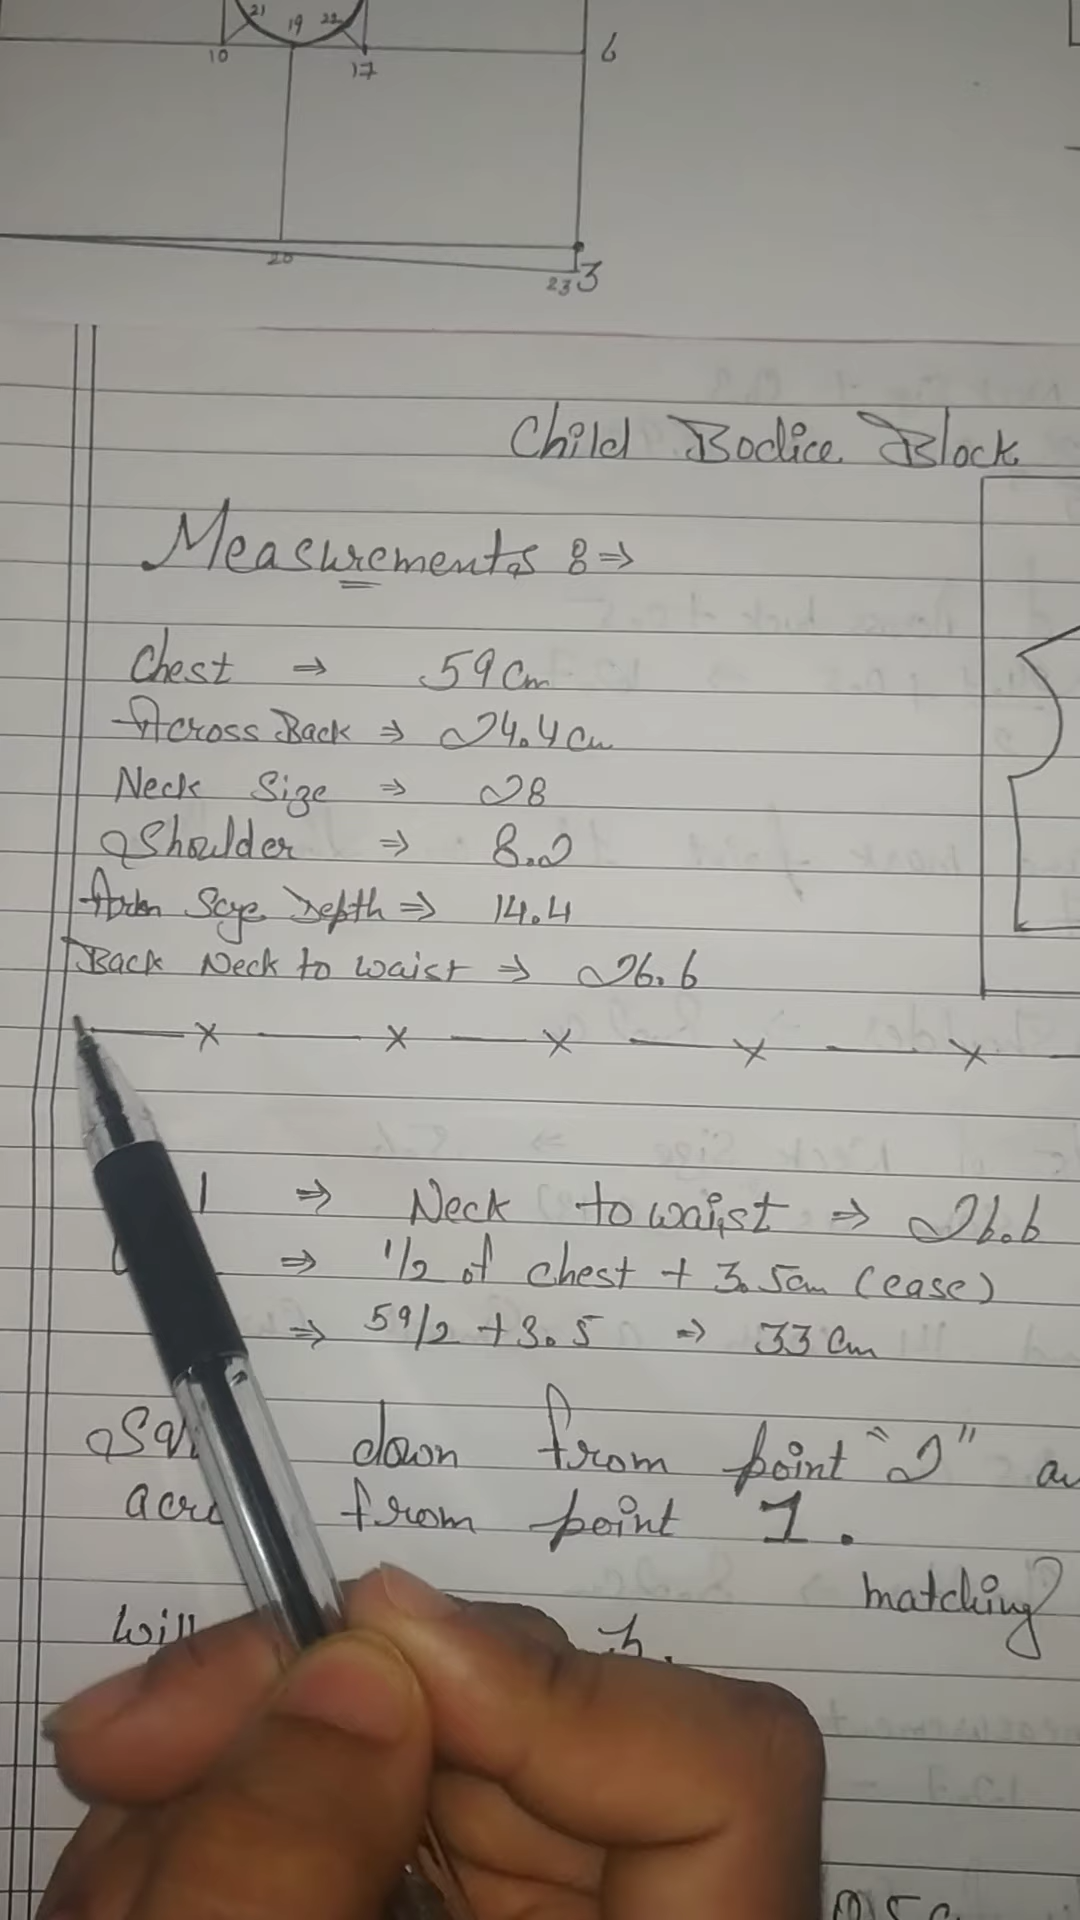 21 19 22
10 17 6
20
23 3
Child Bodice Block
Measurements :⇒
Chest ⇒ 59 Cm
Across Back ⇒ 24.4 Cm
Neck Size ⇒ 28
Shoulder ⇒ 8.2
Arm Scye Depth ⇒ 14.4
Back Neck to waist ⇒ 26.6
1 ⇒ Neck to waist ⇒ 26.6
⇒ 1/2 of chest + 3.5cm (ease)
⇒ 59/2 + 3.5 ⇒ 33 Cm
down from point "2"
from point 1.
matching
will 3.